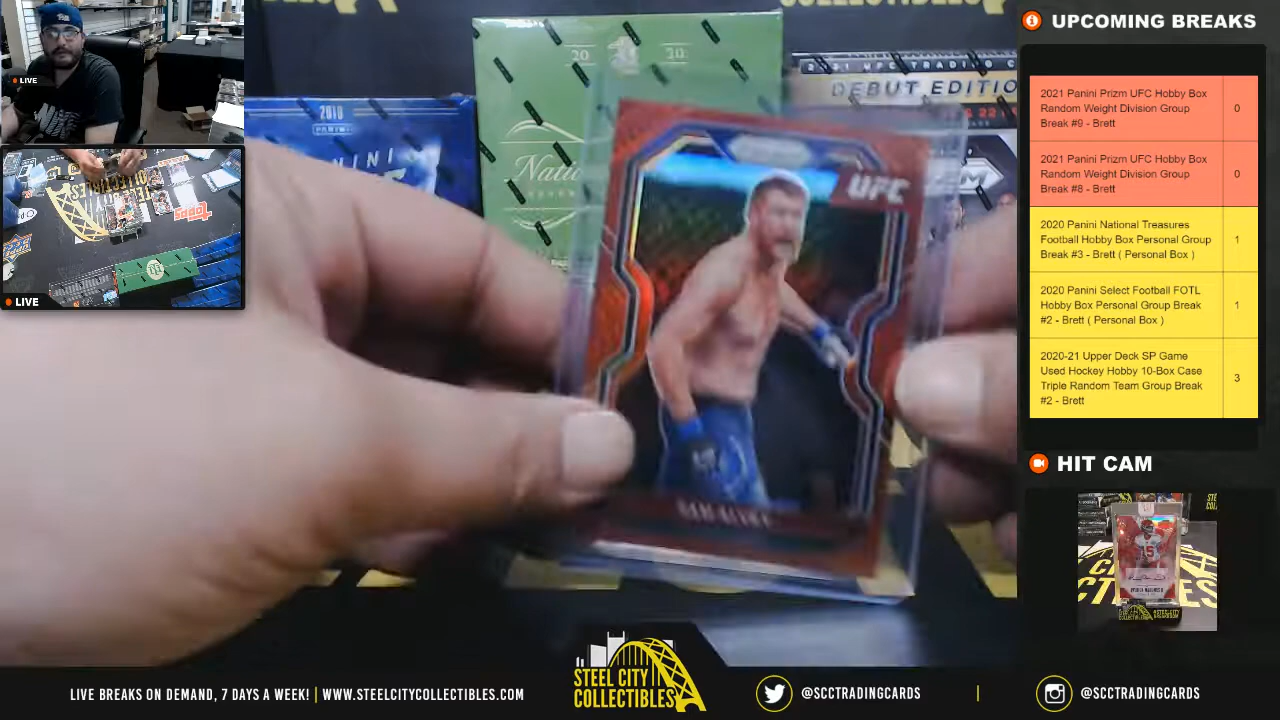 LIVE
LIVE
2018
PANINI
20 20
Natio
DEBUT EDITIO
UFC
UPCOMING BREAKS
2021 Panini Prizm UFC Hobby Box
Random Weight Division Group
Break #9 - Brett
0
2021 Panini Prizm UFC Hobby Box
Random Weight Division Group
Break #8 - Brett
0
2020 Panini National Treasures
Football Hobby Box Personal Group
Break #3 - Brett ( Personal Box )
1
2020 Panini Select Football FOTL
Hobby Box Personal Group Break
#2 - Brett ( Personal Box )
1
2020-21 Upper Deck SP Game
Used Hockey Hobby 10-Box Case
Triple Random Team Group Break
#2 - Brett
3
HIT CAM
LIVE BREAKS ON DEMAND, 7 DAYS A WEEK! | WWW.STEELCITYCOLLECTIBLES.COM
STEEL CITY
COLLECTIBLES
@SCCTRADINGCARDS
|
@SCCTRADINGCARDS